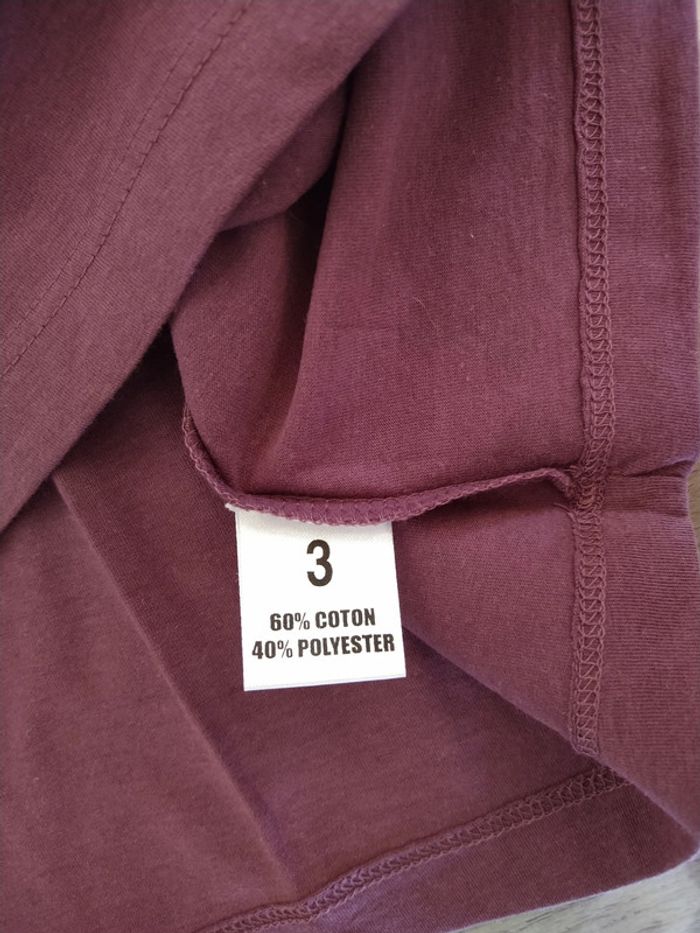 3
60% COTON
40% POLYESTER